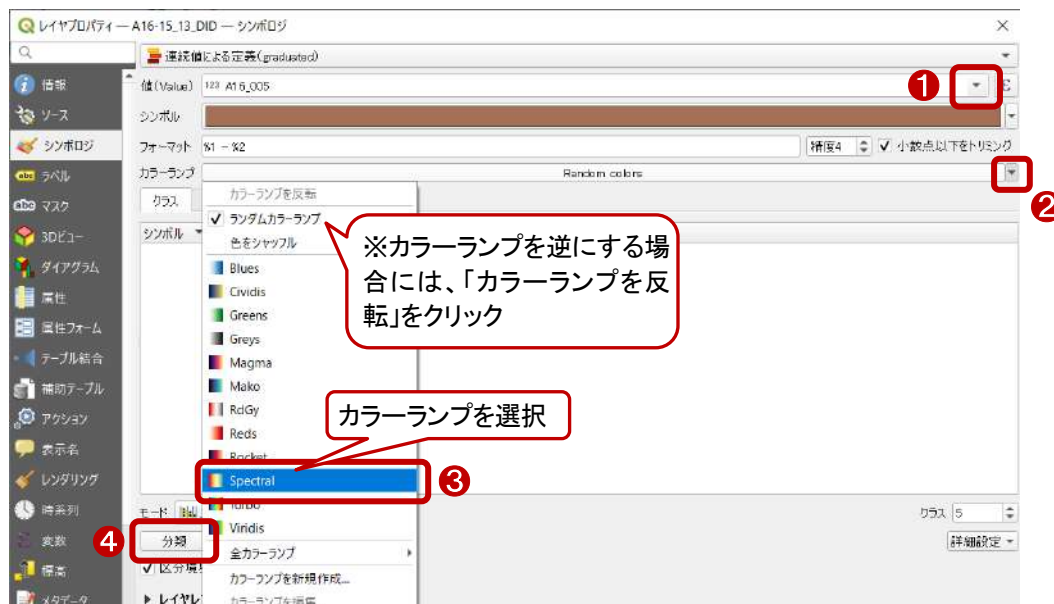 レイヤプロパティ — A16-15_13_DID — シンボロジ
連続値による定義(graduated)
情報
値(Value) 123 A16_005
❶
ε
ソース
シンボル
シンボロジ
フォーマット %1 – %2
精度4
✓ 小数点以下をトリミング
ラベル
カラーランプ
Random colors
❷
マスク
クラス
カラーランプを反転
3Dビュー
シンボル
✓ ランダムカラーランプ
色をシャッフル
※カラーランプを逆にする場
合には、「カラーランプを反
転」をクリック
ダイアグラム
Blues
属性
Cividis
Greens
属性フォーム
Greys
テーブル結合
Magma
補助テーブル
Mako
アクション
RdGy
カラーランプを選択
表示名
Reds
Rocket
レンダリング
Spectral
❸
時系列
モード
Turbo
クラス 5
変数
❹
分類
Viridis
詳細設定
全カラーランプ
標高
✓ 区分境
カラーランプを新規作成...
メタデータ
レイヤレ
カラーランプを編集